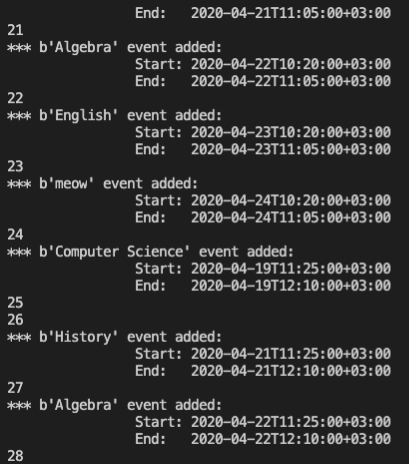 End:   2020-04-21T11:05:00+03:00
21
*** b'Algebra' event added:
Start: 2020-04-22T10:20:00+03:00
End:   2020-04-22T11:05:00+03:00
22
*** b'English' event added:
Start: 2020-04-23T10:20:00+03:00
End:   2020-04-23T11:05:00+03:00
23
*** b'meow' event added:
Start: 2020-04-24T10:20:00+03:00
End:   2020-04-24T11:05:00+03:00
24
*** b'Computer Science' event added:
Start: 2020-04-19T11:25:00+03:00
End:   2020-04-19T12:10:00+03:00
25
26
*** b'History' event added:
Start: 2020-04-21T11:25:00+03:00
End:   2020-04-21T12:10:00+03:00
27
*** b'Algebra' event added:
Start: 2020-04-22T11:25:00+03:00
End:   2020-04-22T12:10:00+03:00
28